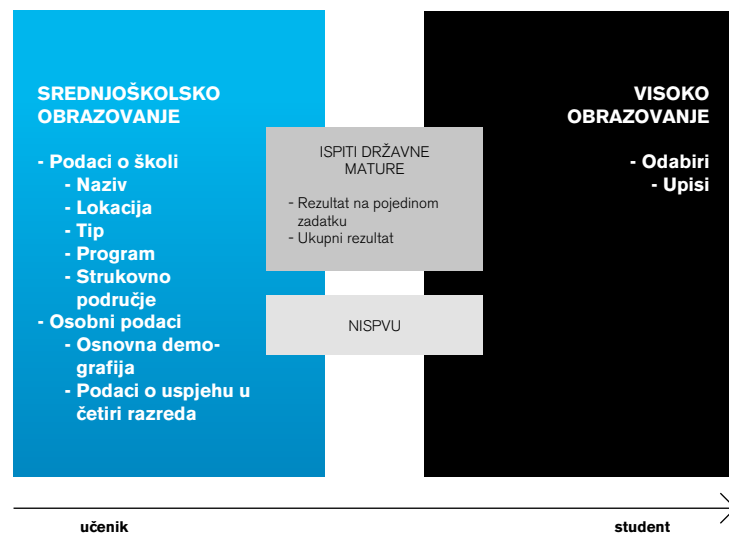 SREDNJOŠKOLSKO
OBRAZOVANJE
- Podaci o školi
- Naziv
- Lokacija
- Tip
- Program
- Strukovno
područje
- Osobni podaci
- Osnovna demo-
grafija
- Podaci o uspjehu u
četiri razreda
ISPITI DRŽAVNE
MATURE
- Rezultat na pojedinom
zadatku
- Ukupni rezultat
NISPVU
VISOKO
OBRAZOVANJE
- Odabiri
- Upisi
učenik
student